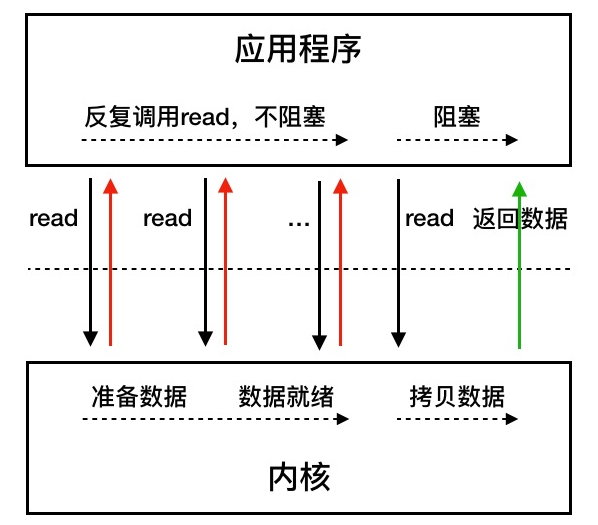 应用程序
反复调用read，不阻塞 阻塞
read read ... read 返回数据
准备数据 数据就绪 拷贝数据
内核